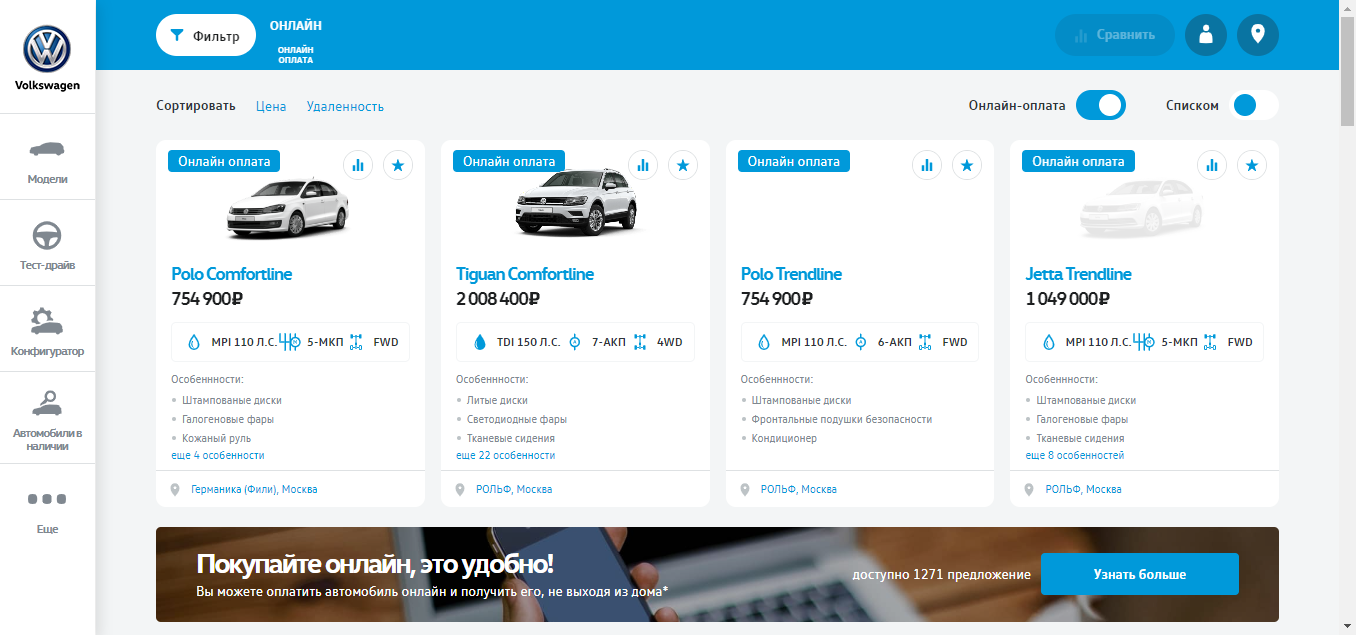 Volkswagen
Модели
Тест-драйв
Конфигуратор
Автомобили в
наличии
Еще
Фильтр
ОНЛАЙН
ОНЛАЙН
ОПЛАТА
Сравнить
Сортировать Цена Удаленность
Онлайн-оплата Списком
Онлайн оплата
Polo Comfortline
754 900₽
MPI 110 Л.С. 5-МКП FWD
Особеннности:
Штампованые диски
Галогеновые фары
Кожаный руль
еще 4 особенности
Германика (Фили), Москва
Онлайн оплата
Tiguan Comfortline
2 008 400₽
TDI 150 Л.С. 7-АКП 4WD
Особеннности:
Литые диски
Светодиодные фары
Тканевые сидения
еще 22 особенности
РОЛЬФ, Москва
Онлайн оплата
Polo Trendline
754 900₽
MPI 110 Л.С. 6-АКП FWD
Особеннности:
Штампованые диски
Фронтальные подушки безопасности
Кондиционер
РОЛЬФ, Москва
Онлайн оплата
Jetta Trendline
1 049 000₽
MPI 110 Л.С. 5-МКП FWD
Особеннности:
Штампованые диски
Галогеновые фары
Тканевые сидения
еще 8 особенностей
РОЛЬФ, Москва
Покупайте онлайн, это удобно!
Вы можете оплатить автомобиль онлайн и получить его, не выходя из дома*
доступно 1271 предложение
Узнать больше